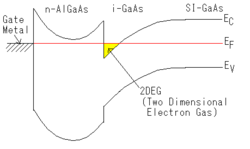 n-AlGaAs i-GaAs SI-GaAs
Gate
Metal
EC
EF
EV
2DEG
(Two Dimensional
Electron Gas)